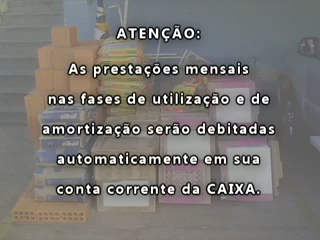 ATENÇÃO:
As prestações mensais
nas fases de utilização e de
amortização serão debitadas
automaticamente em sua
conta corrente da CAIXA.